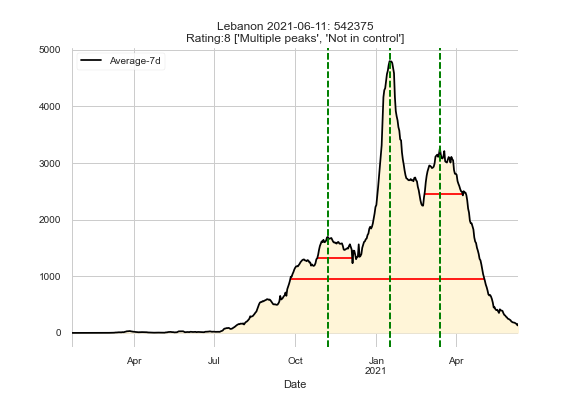 Lebanon 2021-06-11: 542375
Rating:8 ['Multiple peaks', 'Not in control']
Average-7d
5000
4000
3000
2000
1000
0
Apr
Jul
Oct
Jan
2021
Apr
Date